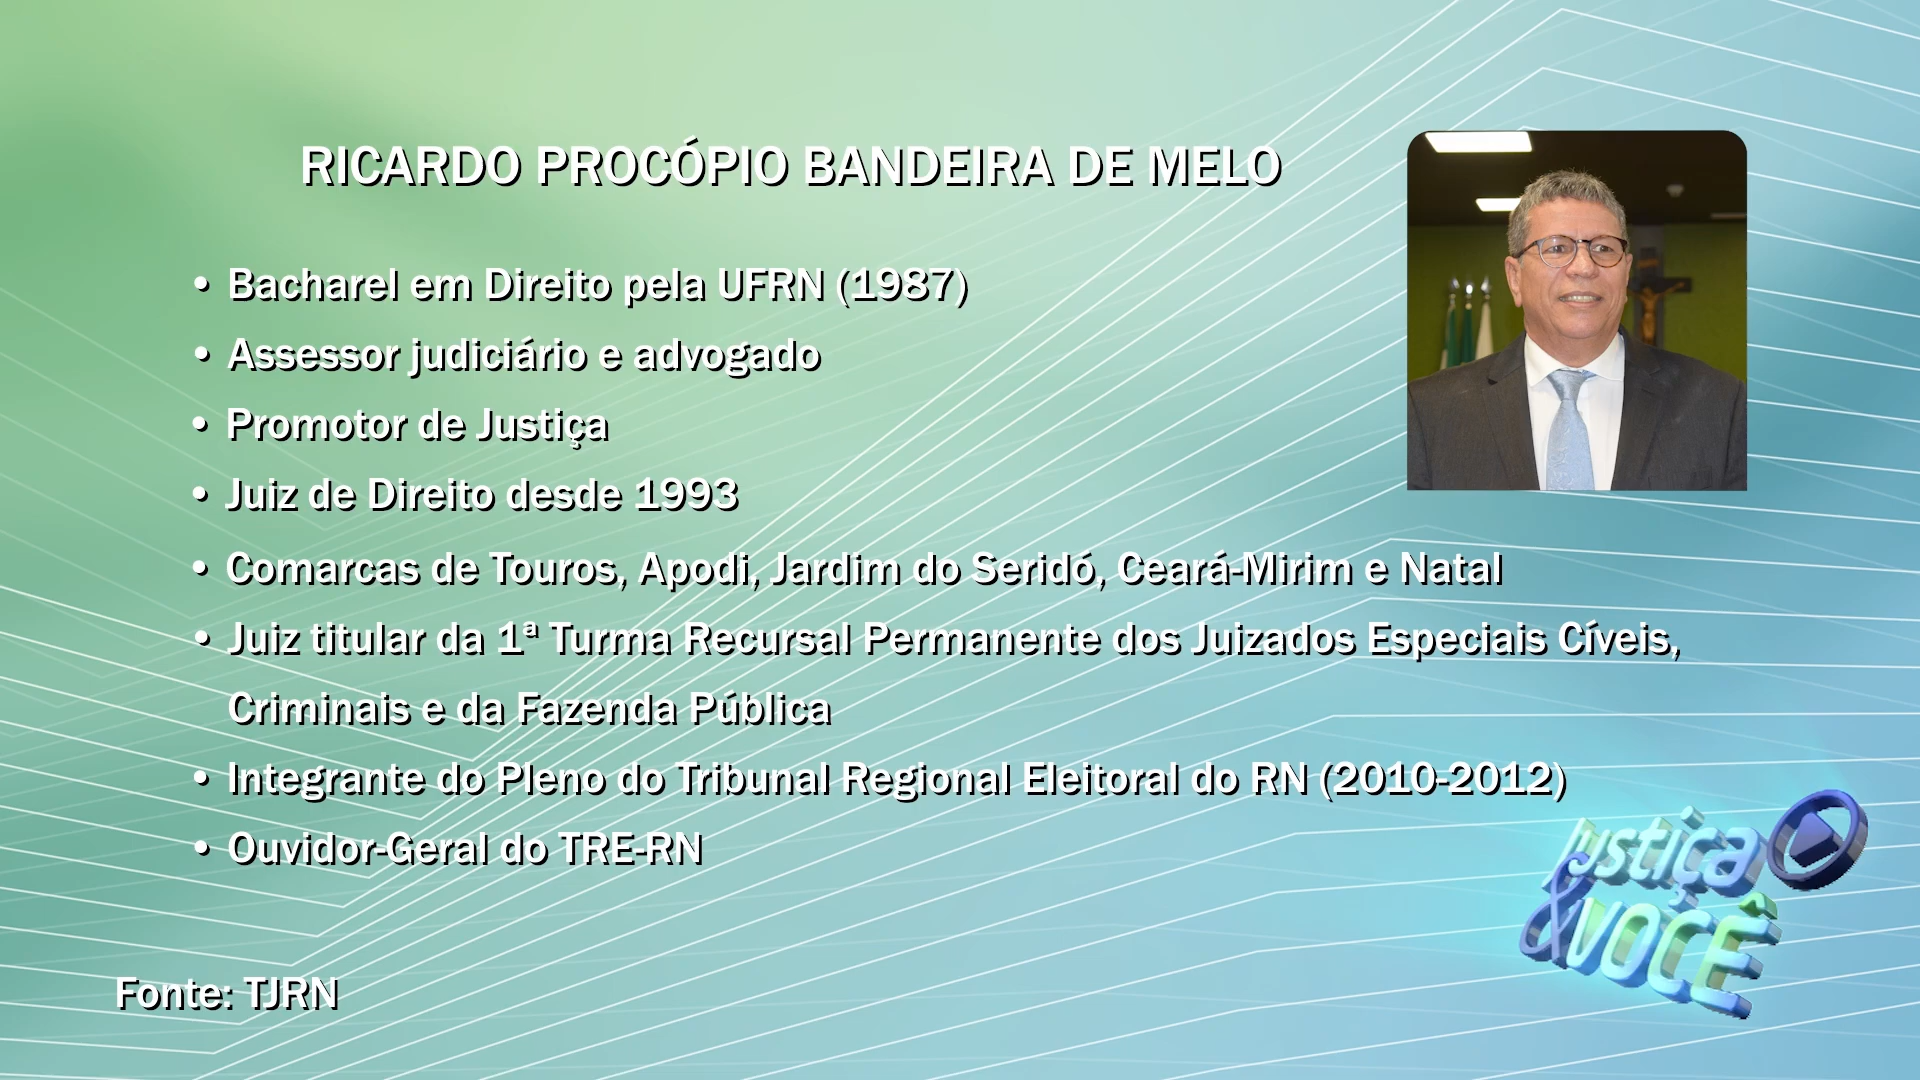 RICARDO PROCÓPIO BANDEIRA DE MELO
• Bacharel em Direito pela UFRN (1987)
• Assessor judiciário e advogado
• Promotor de Justiça
• Juiz de Direito desde 1993
• Comarcas de Touros, Apodi, Jardim do Seridó, Ceará-Mirim e Natal
• Juiz titular da 1ª Turma Recursal Permanente dos Juizados Especiais Cíveis,
Criminais e da Fazenda Pública
• Integrante do Pleno do Tribunal Regional Eleitoral do RN (2010-2012)
• Ouvidor-Geral do TRE-RN
Justiça
&VOCÊ
Fonte: TJRN